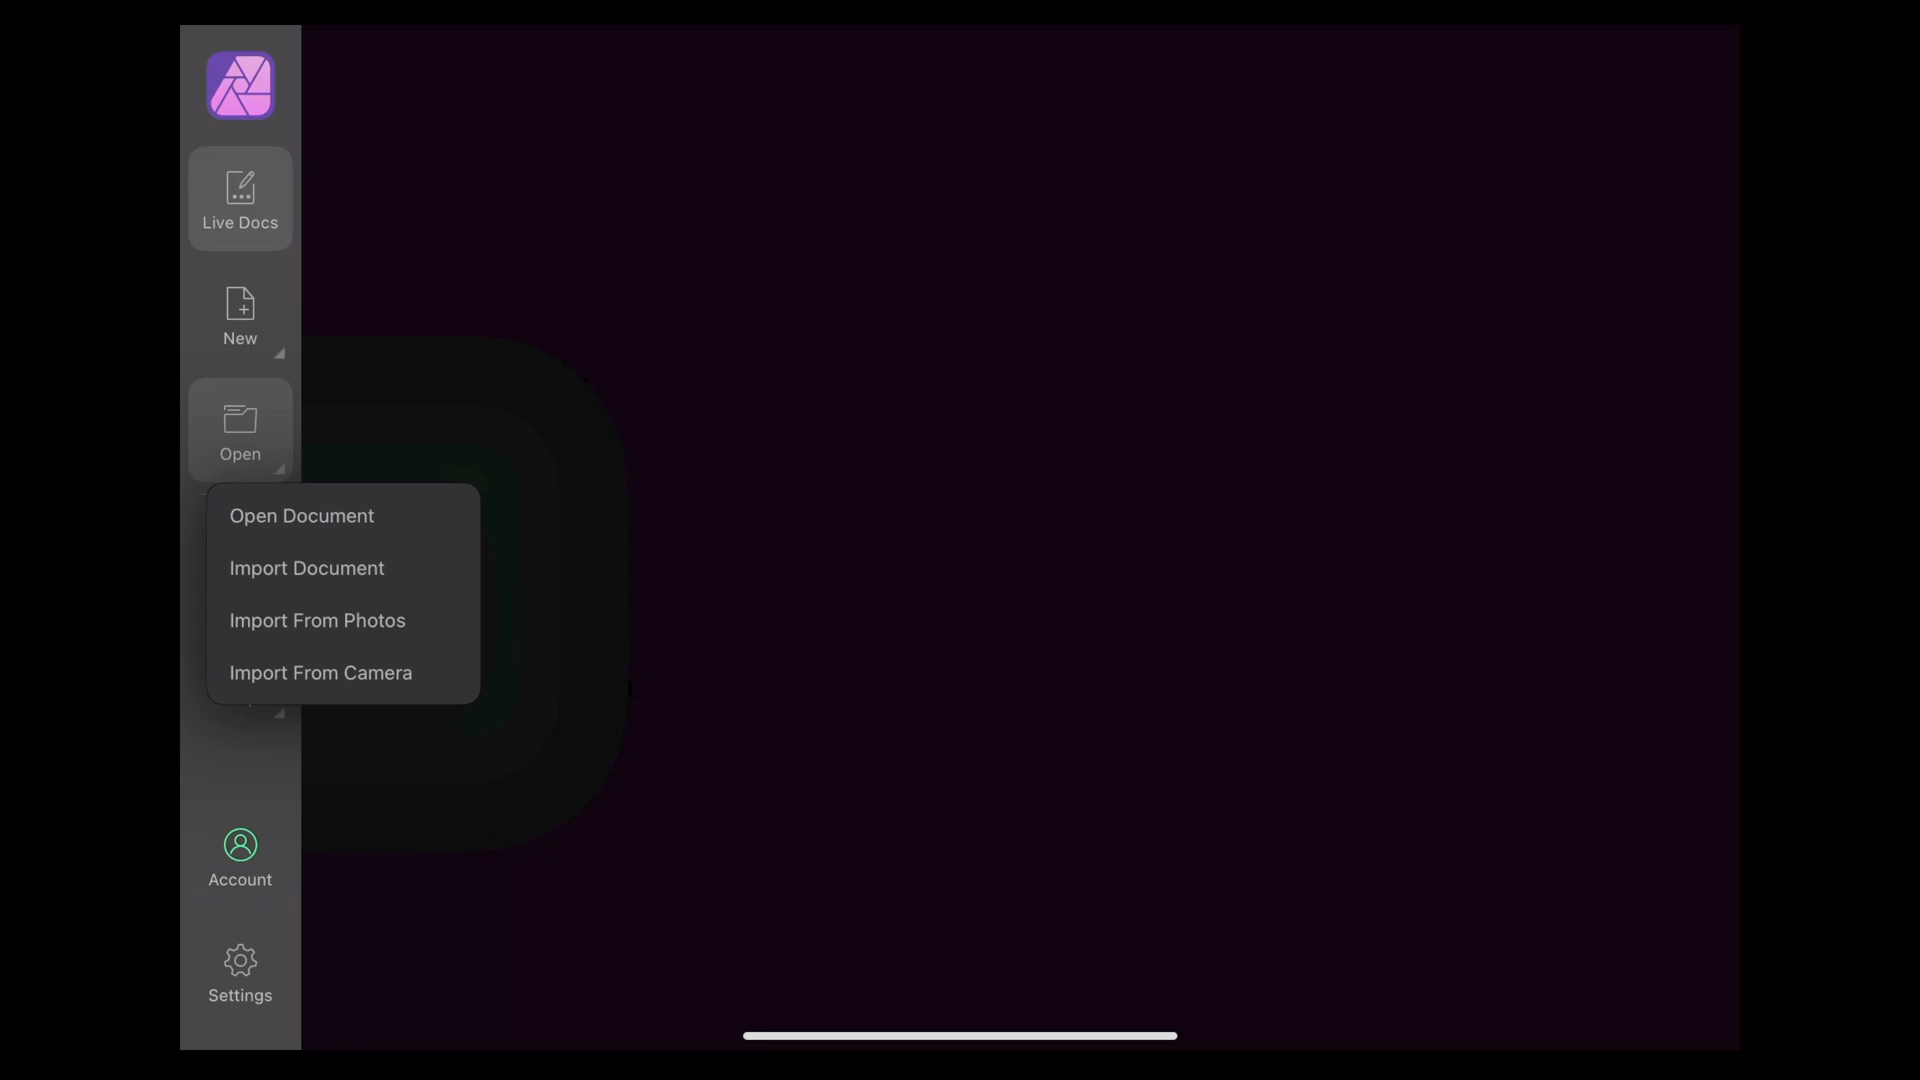 Live Docs
New
Open
Open Document
Import Document
Import From Photos
Import From Camera
Account
Settings